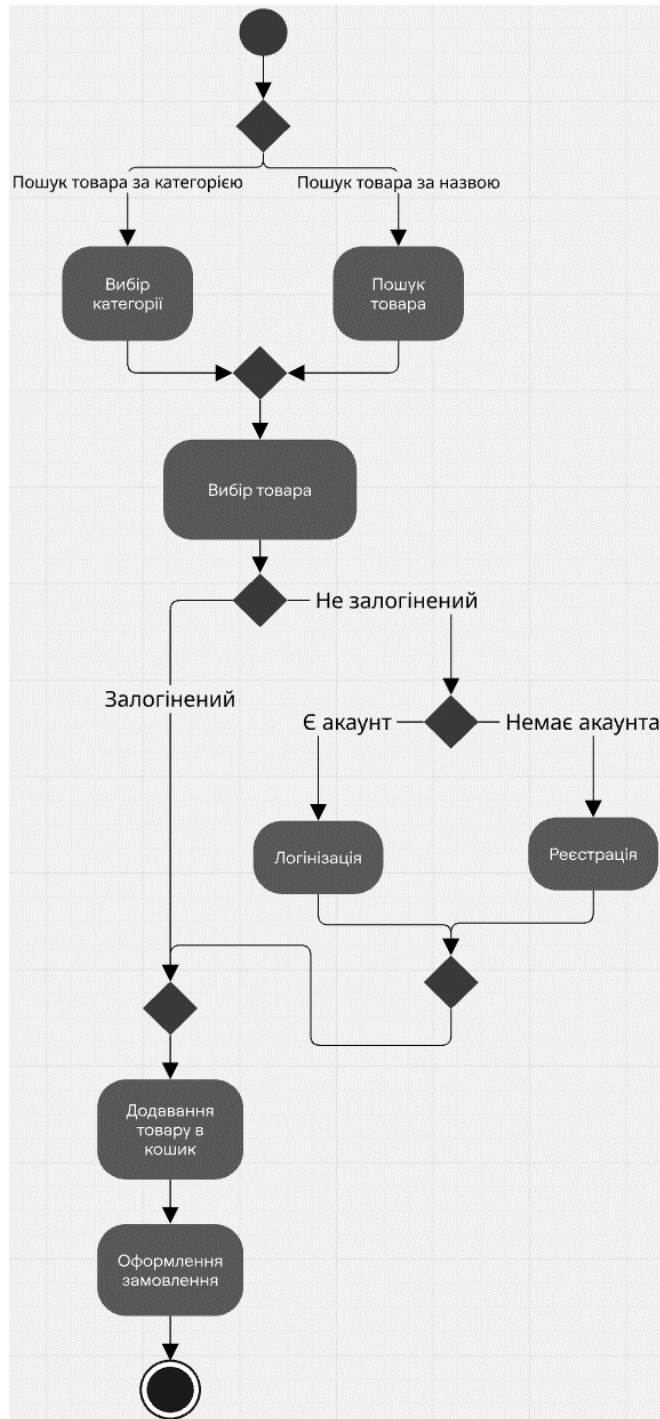 Пошук товара за категорією
Пошук товара за назвою
Вибір
категорії
Пошук
товара
Вибір товара
Не залогінений
Залогінений
Є акаунт
Немає акаунта
Логінізація
Реєстрація
Додавання
товару в
кошик
Оформлення
замовлення